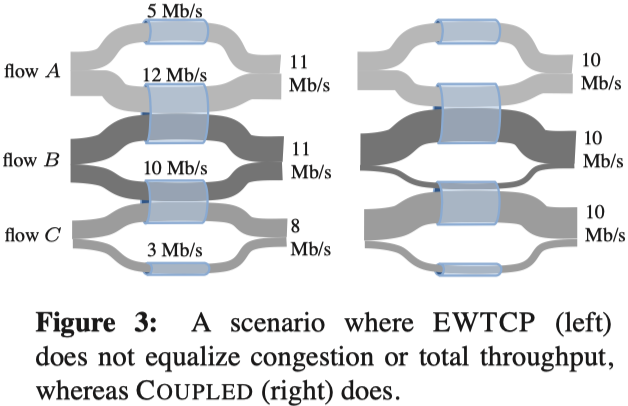 5 Mb/s
flow A
11
Mb/s
12 Mb/s
flow B
11
Mb/s
10 Mb/s
flow C
8
Mb/s
3 Mb/s
10
Mb/s
10
Mb/s
10
Mb/s
Figure 3: A scenario where EWTCP (left)
does not equalize congestion or total throughput,
whereas COUPLED (right) does.